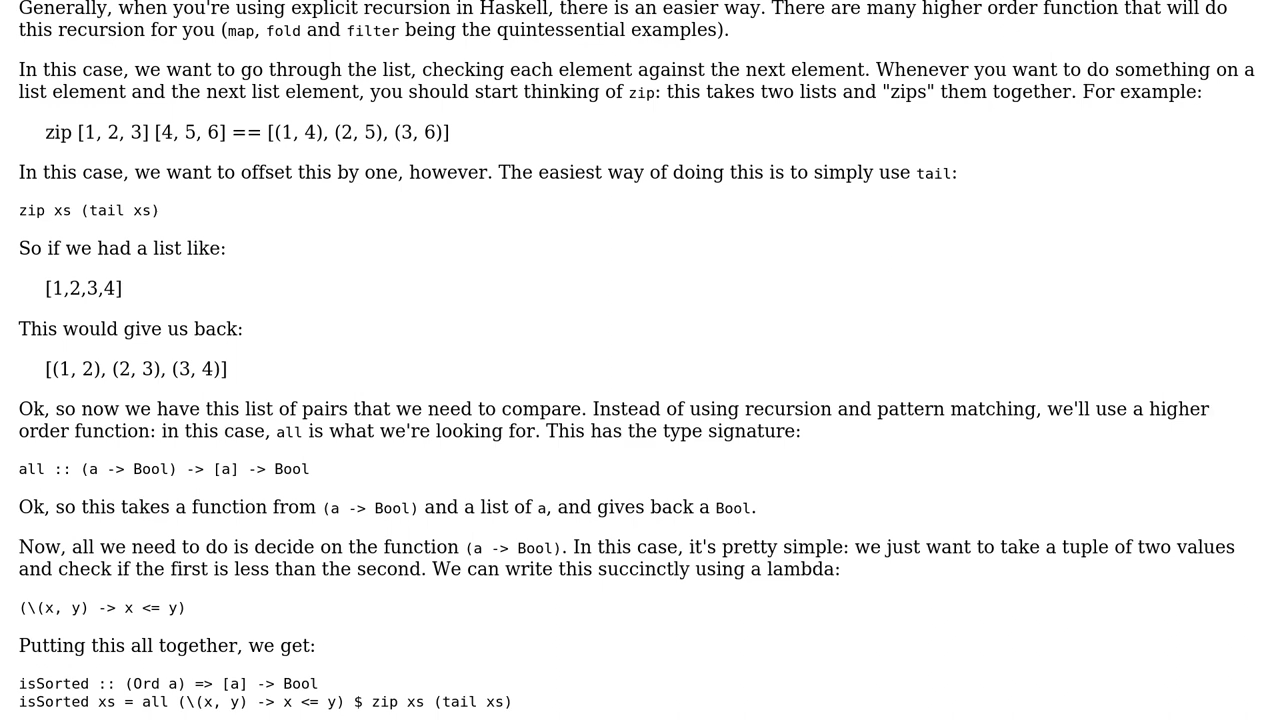 Generally, when you're using explicit recursion in Haskell, there is an easier way. There are many higher order function that will do
this recursion for you (map, fold and filter being the quintessential examples).
In this case, we want to go through the list, checking each element against the next element. Whenever you want to do something on a
list element and the next list element, you should start thinking of zip: this takes two lists and "zips" them together. For example:
zip [1, 2, 3] [4, 5, 6] == [(1, 4), (2, 5), (3, 6)]
In this case, we want to offset this by one, however. The easiest way of doing this is to simply use tail:
zip xs (tail xs)
So if we had a list like:
[1,2,3,4]
This would give us back:
[(1, 2), (2, 3), (3, 4)]
Ok, so now we have this list of pairs that we need to compare. Instead of using recursion and pattern matching, we'll use a higher
order function: in this case, all is what we're looking for. This has the type signature:
all :: (a -> Bool) -> [a] -> Bool
Ok, so this takes a function from (a -> Bool) and a list of a, and gives back a Bool.
Now, all we need to do is decide on the function (a -> Bool). In this case, it's pretty simple: we just want to take a tuple of two values
and check if the first is less than the second. We can write this succinctly using a lambda:
(\(x, y) -> x <= y)
Putting this all together, we get:
isSorted :: (Ord a) => [a] -> Bool
isSorted xs = all (\(x, y) -> x <= y) $ zip xs (tail xs)